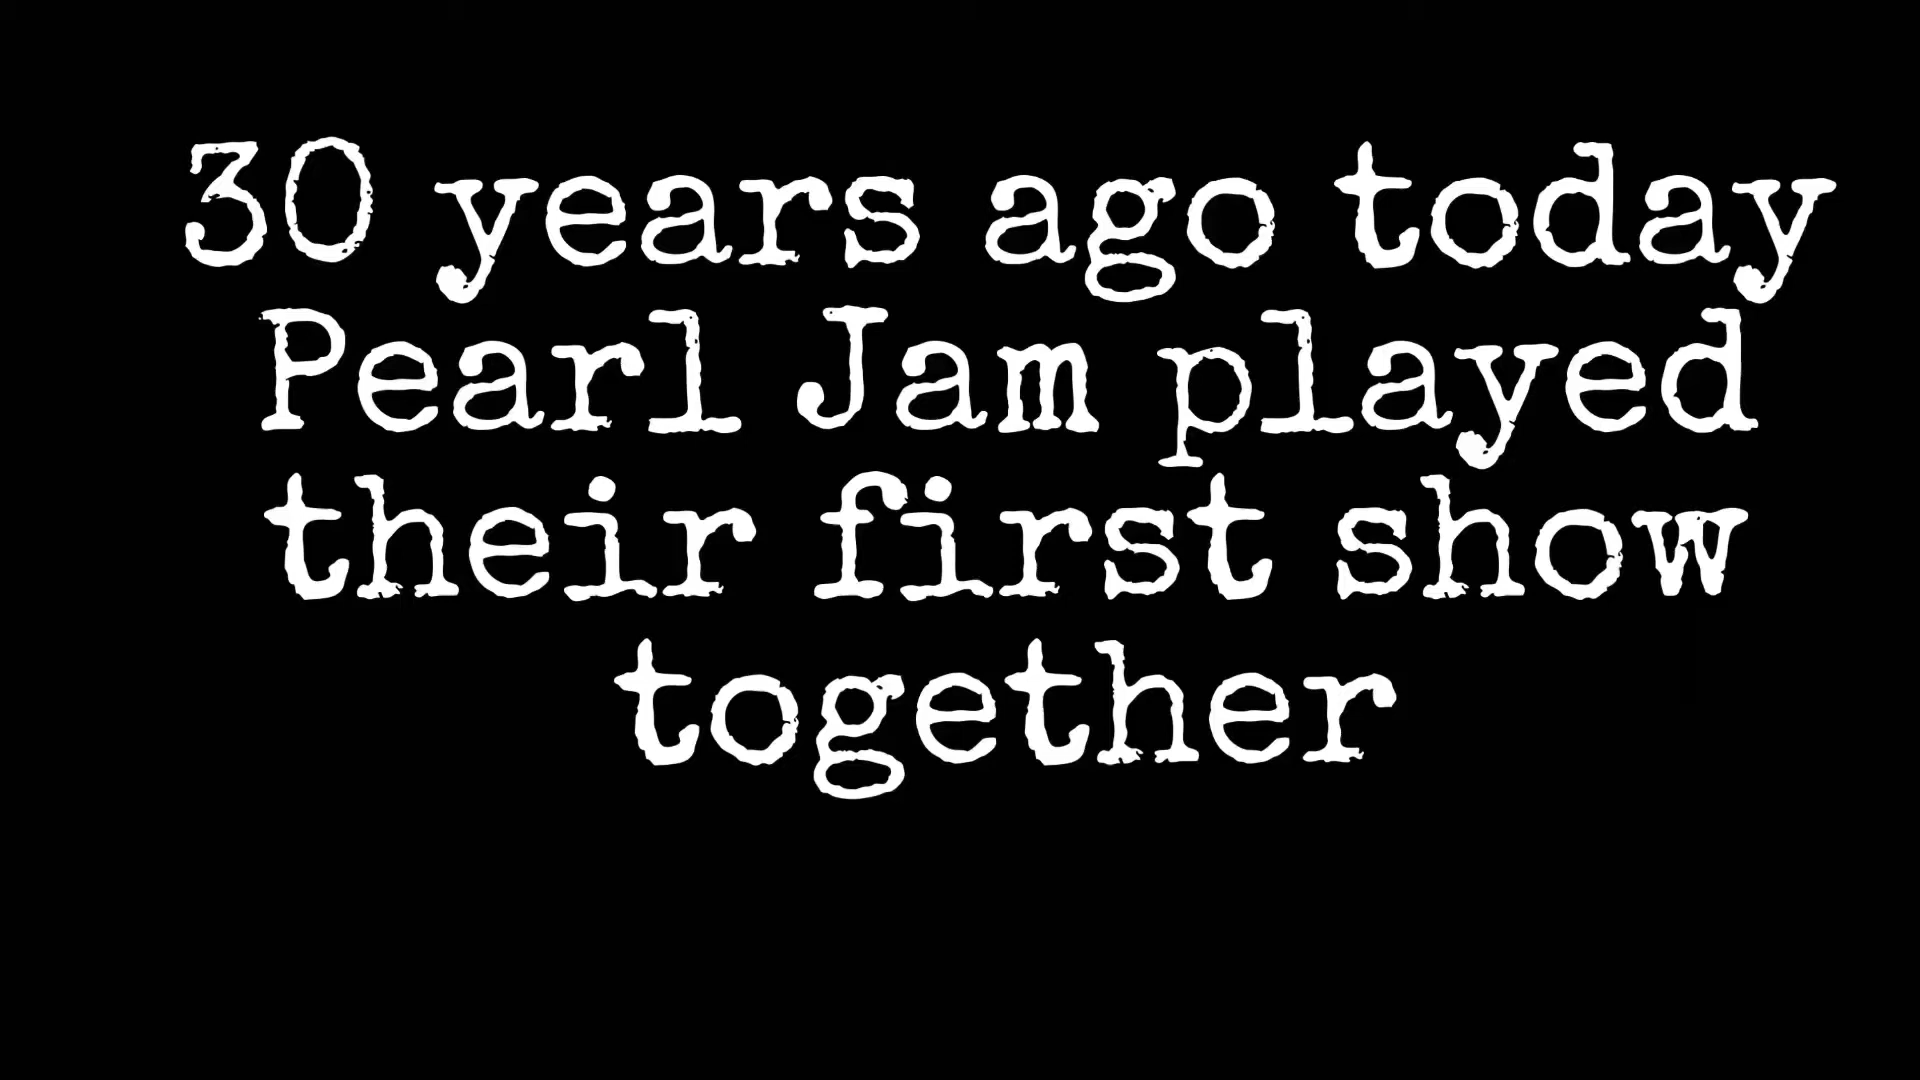 30 years ago today
Pearl Jam played
their first show
together